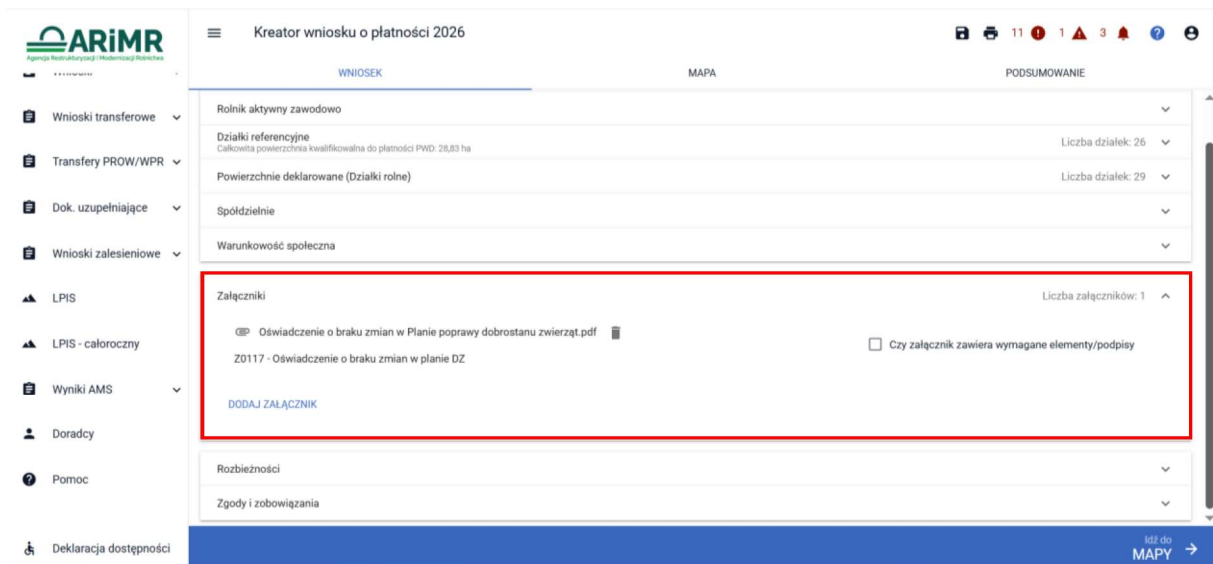 ARiMR
Agencja Restrukturyzacji i Modernizacji Rolnictwa
Kreator wniosku o płatności 2026
11 1 3
WNIOSEK MAPA PODSUMOWANIE
Wnioski
Wnioski transferowe
Transfery PROW/WPR
Dok. uzupełniające
Wnioski zalesieniowe
LPIS
LPIS - całoroczny
Wyniki AMS
Doradcy
Pomoc
Deklaracja dostępności
Rolnik aktywny zawodowo
Działki referencyjne
Całkowita powierzchnia kwalifikowalna do płatności PWD: 28,83 ha
Liczba działek: 26
Powierzchnie deklarowane (Działki rolne) Liczba działek: 29
Spółdzielnie
Warunkowość społeczna
Załączniki Liczba załączników: 1
Oświadczenie o braku zmian w Planie poprawy dobrostanu zwierząt.pdf
Czy załącznik zawiera wymagane elementy/podpisy
Z0117 - Oświadczenie o braku zmian w planie DZ
DODAJ ZAŁĄCZNIK
Rozbieżności
Zgody i zobowiązania
Idź do
MAPY